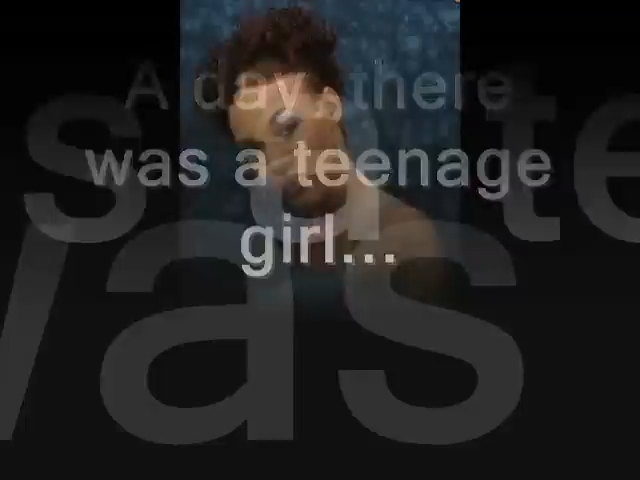 A day, there
was a teenage
girl...